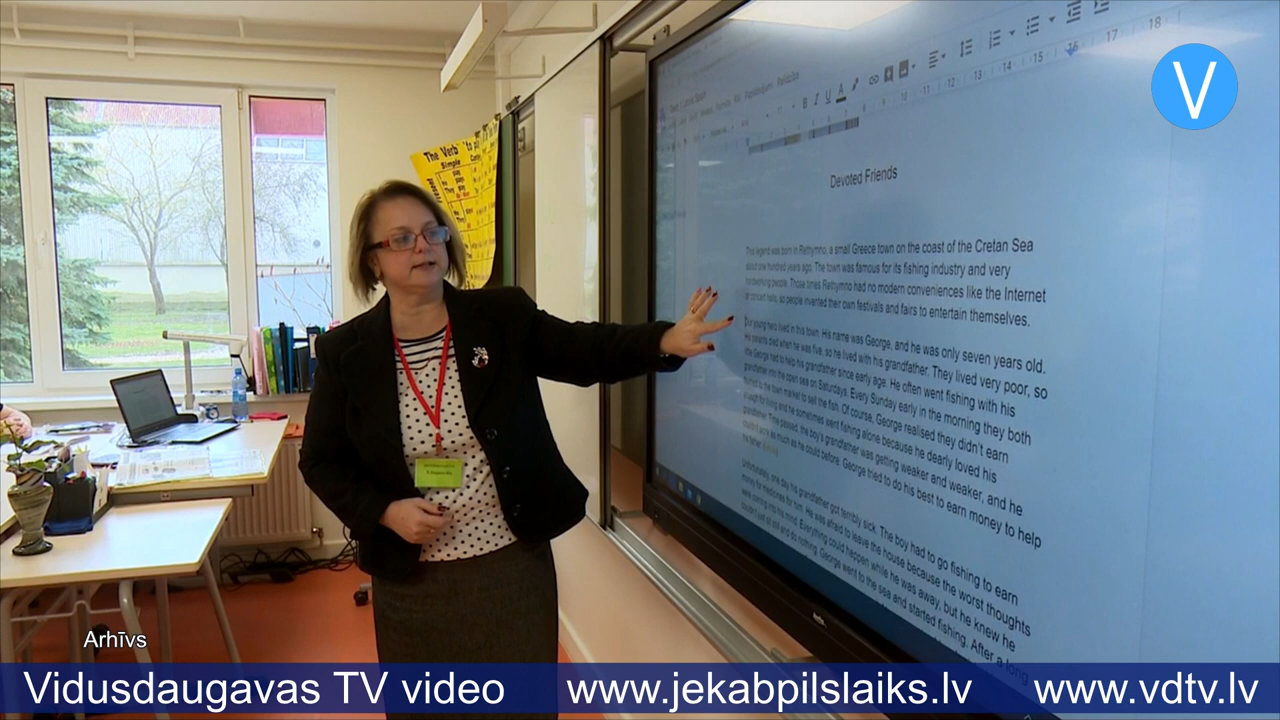 V
The Verb to
Simple
Devoted Friends
This legend was born in Rethymno, a small Greece town on the coast of the Cretan Sea
about one hundred years ago. The town was famous for its fishing industry and very
hardworking people. Those times Rethymno had no modern conveniences like the Internet
or concert halls, so people invented their own festivals and fairs to entertain themselves.
Our young hero lived in this town. His name was George, and he was only seven years old.
His parents died when he was five, so he lived with his grandfather. They lived very poor, so
little George had to help his grandfather since early age. He often went fishing with his
grandfather into the open sea on Saturdays. Every Sunday early in the morning they both
hurried to the town market to sell the fish. Of course, George realised they didn't earn
enough for living and he sometimes went fishing alone because he dearly loved his
grandfather. Time passed, the boy's grandfather was getting weaker and weaker, and he
couldn't work as much as he could before. George tried to do his best to earn money to help
his father
Unfortunately, one day his grandfather got terribly sick. The boy had to go fishing to earn
money for medicines for him. He was afraid to leave the house because the worst thoughts
were coming into his mind. Everything could happen while he was away, but he knew he
couldn't just sit and do nothing. George went to the sea and started fishing. After a long
Arhīvs
Vidusdaugavas TV video www.jekabpilslaiks.lv www.vdtv.lv